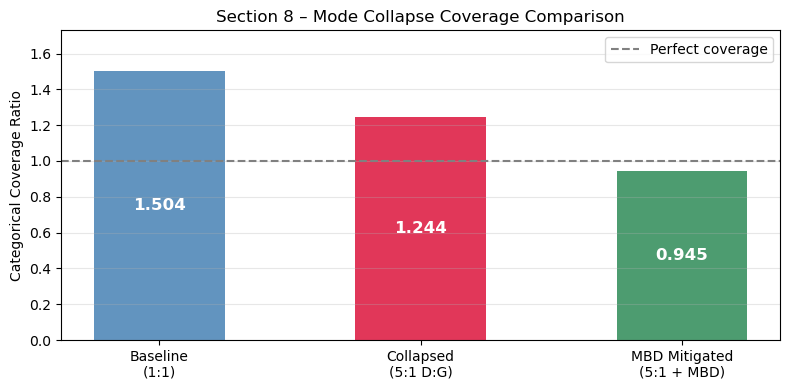 Section 8 – Mode Collapse Coverage Comparison
Categorical Coverage Ratio
1.6
1.4
1.2
1.0
0.8
0.6
0.4
0.2
0.0
Perfect coverage
1.504
1.244
0.945
Baseline
(1:1)
Collapsed
(5:1 D:G)
MBD Mitigated
(5:1 + MBD)